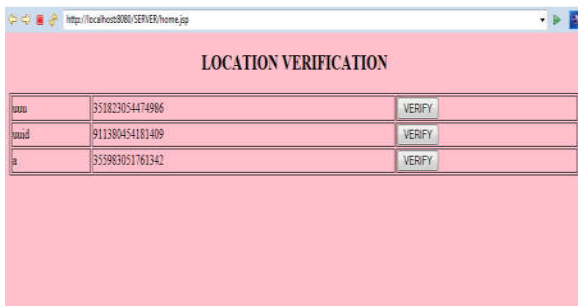 http://localhost:8080/SERVER/home.jsp
LOCATION VERIFICATION
uuu 351823054474986 VERIFY
uuid 911380454181409 VERIFY
a 355983051761342 VERIFY